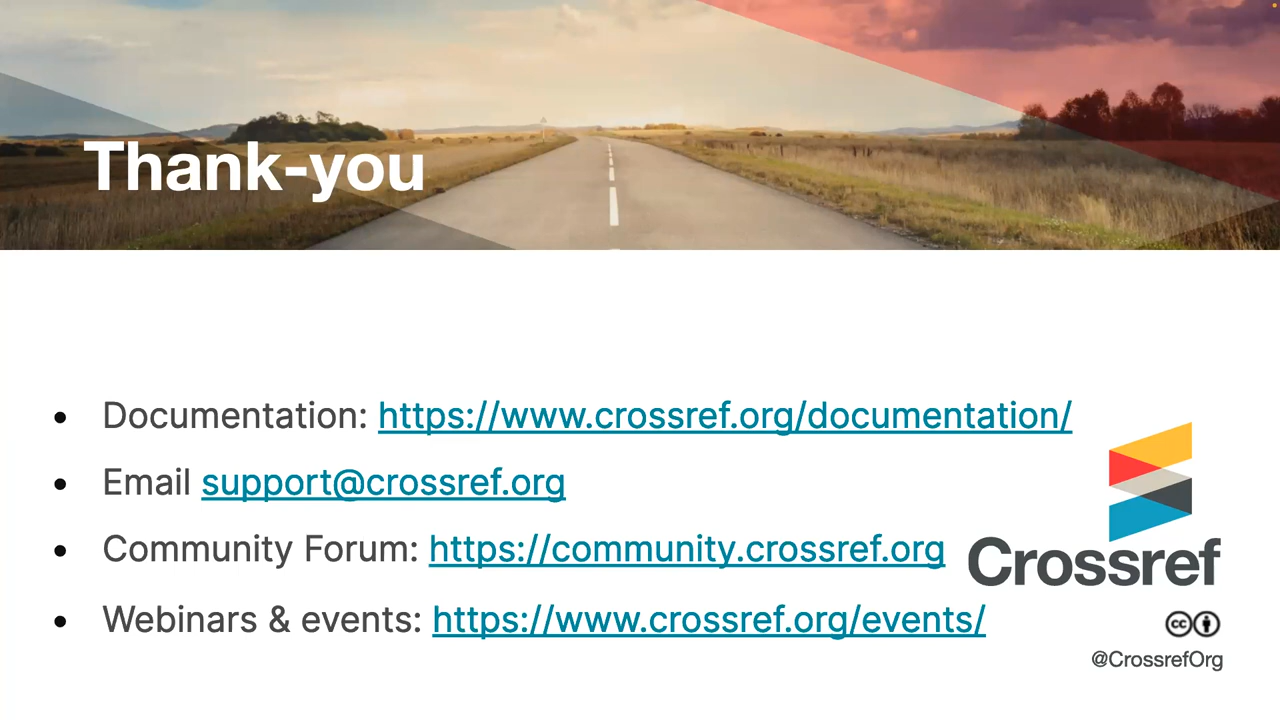 Thank-you
• Documentation: https://www.crossref.org/documentation/
• Email support@crossref.org
• Community Forum: https://community.crossref.org
• Webinars & events: https://www.crossref.org/events/
Crossref
cc
@CrossrefOrg